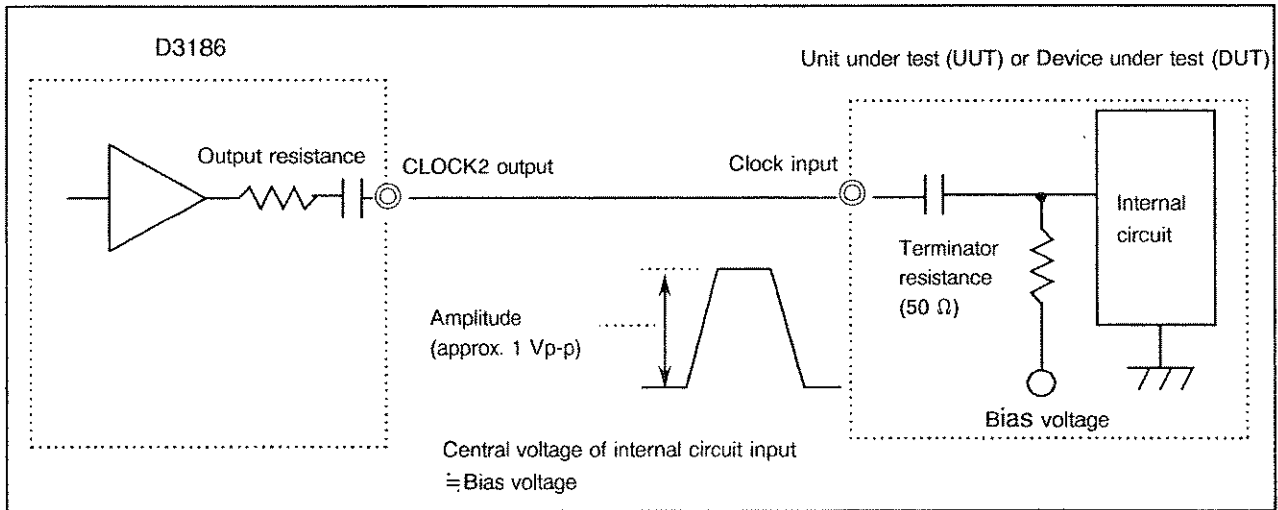 D3186
Unit under test (UUT) or Device under test (DUT)
Output resistance
CLOCK2 output
Clock input
Internal
circuit
Terminator
resistance
(50 Ω)
Amplitude
(approx. 1 Vp-p)
Bias voltage
Central voltage of internal circuit input
≒Bias voltage